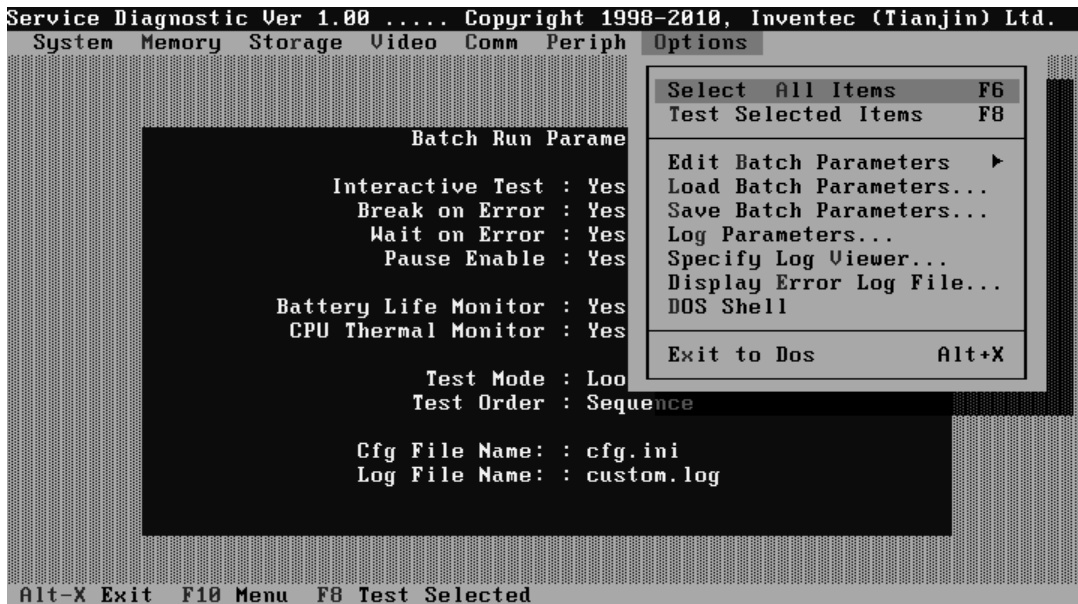 Service Diagnostic Ver 1.00 ..... Copyright 1998-2010, Inventec (Tianjin) Ltd.
System Memory Storage Video Comm Periph Options
Select All Items F6
Test Selected Items F8
Edit Batch Parameters ►
Load Batch Parameters...
Save Batch Parameters...
Log Parameters...
Specify Log Viewer...
Display Error Log File...
DOS Shell
Exit to Dos Alt+X
Batch Run Parame
Interactive Test : Yes
Break on Error : Yes
Wait on Error : Yes
Pause Enable : Yes
Battery Life Monitor : Yes
CPU Thermal Monitor : Yes
Test Mode : Loo
Test Order : Sequence
Cfg File Name: : cfg.ini
Log File Name: : custom.log
Alt-X Exit F10 Menu F8 Test Selected